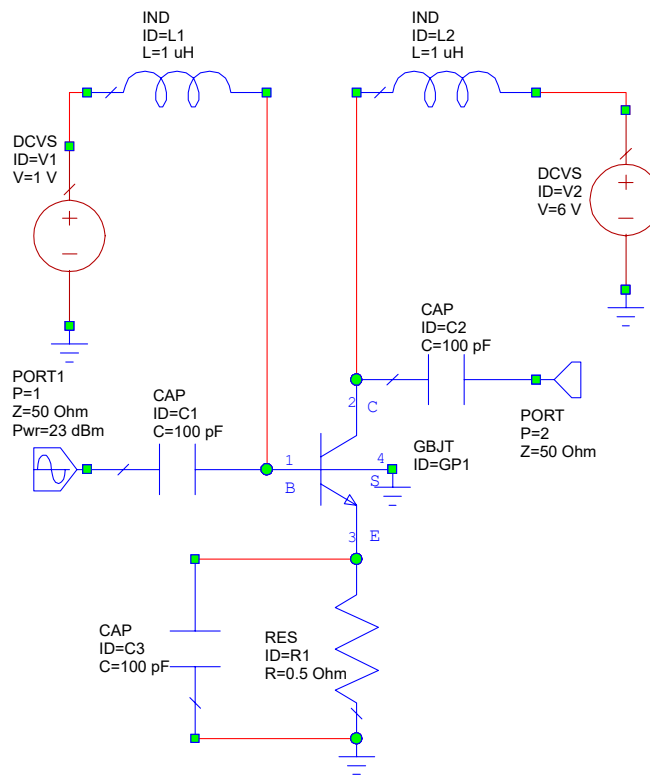 IND
ID=L1
L=1 uH
IND
ID=L2
L=1 uH
DCVS
ID=V1
V=1 V
DCVS
ID=V2
V=6 V
CAP
ID=C2
C=100 pF
PORT1
P=1
Z=50 Ohm
Pwr=23 dBm
CAP
ID=C1
C=100 pF
2
C
PORT
P=2
Z=50 Ohm
1
B
4
S
GBJT
ID=GP1
3
E
CAP
ID=C3
C=100 pF
RES
ID=R1
R=0.5 Ohm